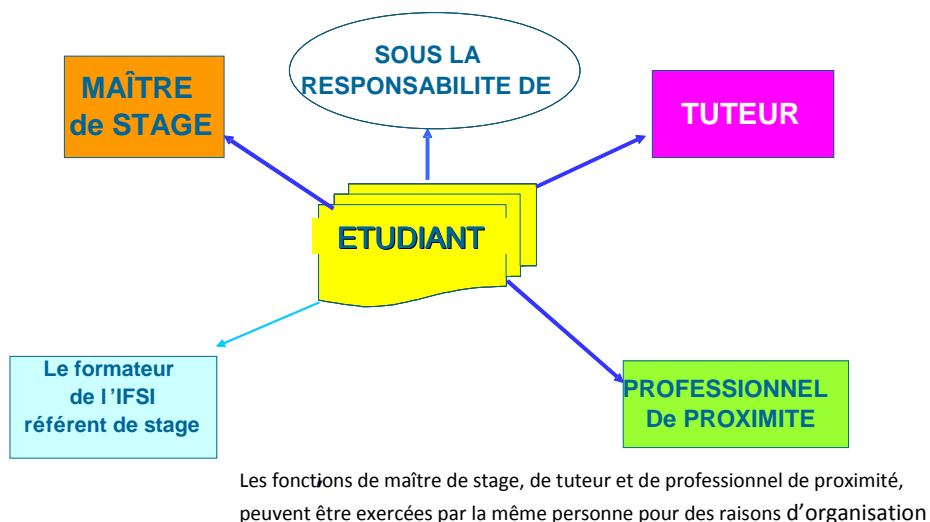 SOUS LA
RESPONSABILITE DE
MAÎTRE
de STAGE
TUTEUR
ETUDIANT
Le formateur
de l’IFSI
référent de stage
PROFESSIONNEL
De PROXIMITE
Les fonctions de maître de stage, de tuteur et de professionnel de proximité,
peuvent être exercées par la même personne pour des raisons d’organisation